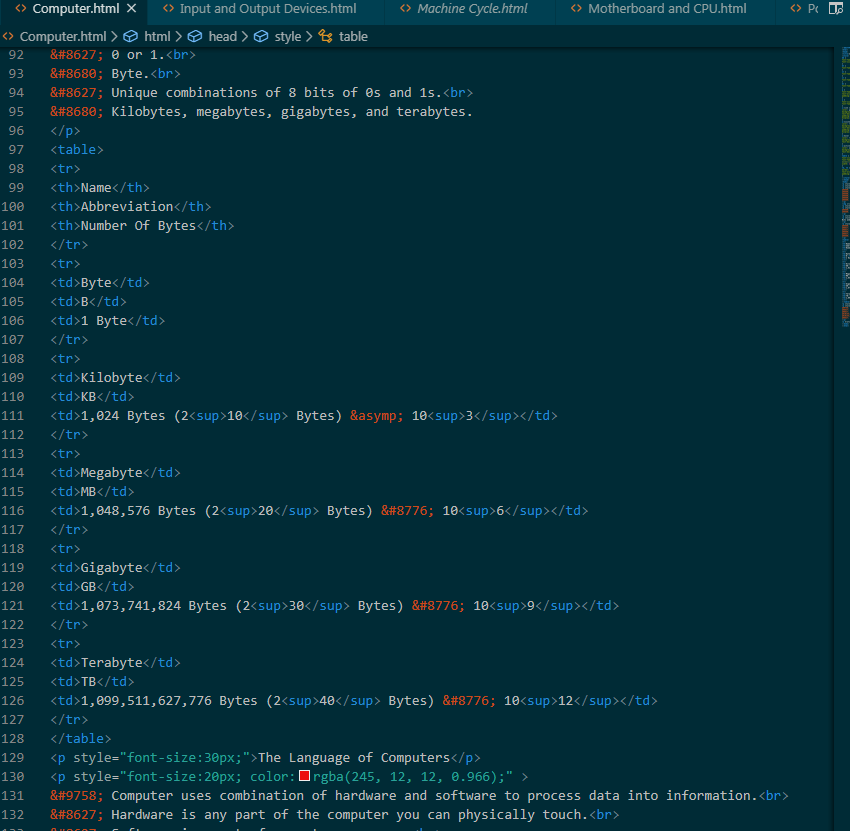 Computer.html Input and Output Devices.html Machine Cycle.html Motherboard and CPU.html
Computer.html > html > head > style > table
92 &#8627; 0 or 1.<br>
93 &#8680; Byte.<br>
94 &#8627; Unique combinations of 8 bits of 0s and 1s.<br>
95 &#8680; Kilobytes, megabytes, gigabytes, and terabytes.
96 </p>
97 <table>
98 <tr>
99 <th>Name</th>
100 <th>Abbreviation</th>
101 <th>Number Of Bytes</th>
102 </tr>
103 <tr>
104 <td>Byte</td>
105 <td>B</td>
106 <td>1 Byte</td>
107 </tr>
108 <tr>
109 <td>Kilobyte</td>
110 <td>KB</td>
111 <td>1,024 Bytes (2<sup>10</sup> Bytes) &asymp; 10<sup>3</sup></td>
112 </tr>
113 <tr>
114 <td>Megabyte</td>
115 <td>MB</td>
116 <td>1,048,576 Bytes (2<sup>20</sup> Bytes) &#8776; 10<sup>6</sup></td>
117 </tr>
118 <tr>
119 <td>Gigabyte</td>
120 <td>GB</td>
121 <td>1,073,741,824 Bytes (2<sup>30</sup> Bytes) &#8776; 10<sup>9</sup></td>
122 </tr>
123 <tr>
124 <td>Terabyte</td>
125 <td>TB</td>
126 <td>1,099,511,627,776 Bytes (2<sup>40</sup> Bytes) &#8776; 10<sup>12</sup></td>
127 </tr>
128 </table>
129 <p style="font-size:30px;">The Language of Computers</p>
130 <p style="font-size:20px; color: rgba(245, 12, 12, 0.966);" >
131 &#9758; Computer uses combination of hardware and software to process data into information.<br>
132 &#8627; Hardware is any part of the computer you can physically touch.<br>